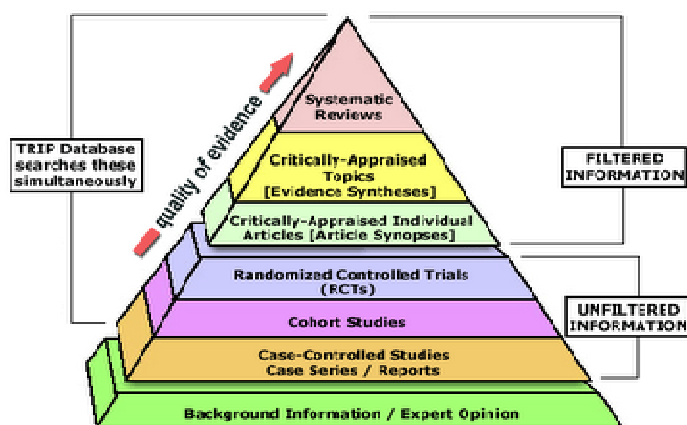 quality of evidence
TRIP Database
searches these
simultaneously
Systematic
Reviews
Critically-Appraised
Topics
[Evidence Syntheses]
Critically-Appraised Individual
Articles [Article Synopses]
FILTERED
INFORMATION
Randomized Controlled Trials
(RCTs)
Cohort Studies
Case-Controlled Studies
Case Series / Reports
UNFILTERED
INFORMATION
Background Information / Expert Opinion